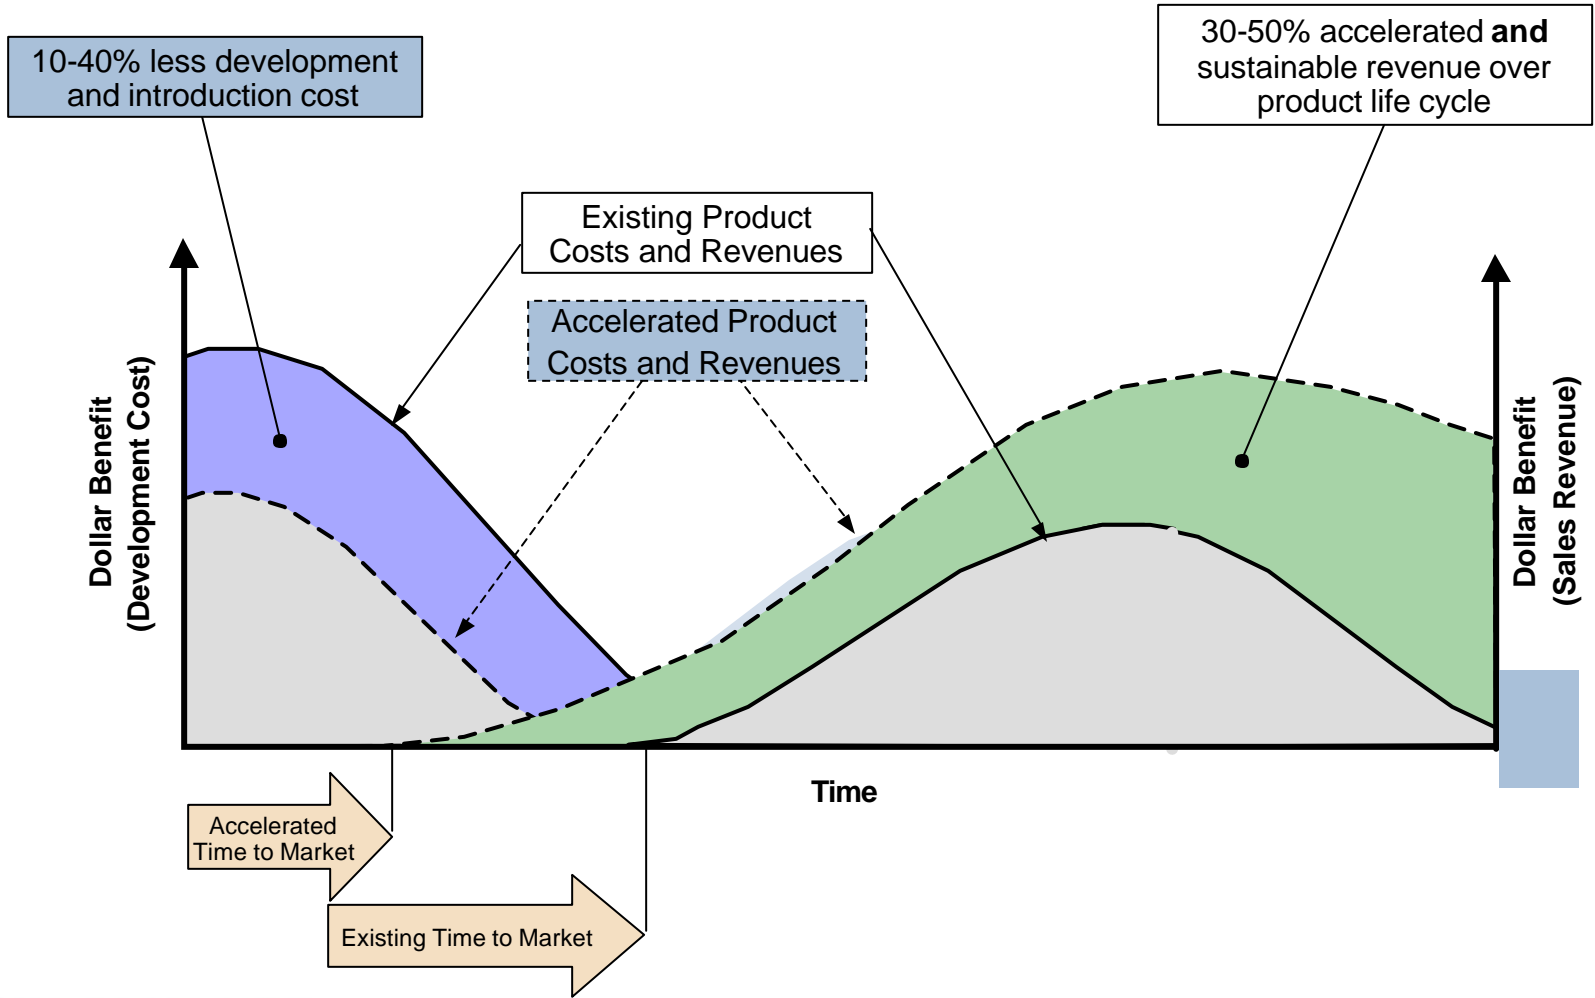 30-50% accelerated and
sustainable revenue over
product life cycle
10-40% less development
and introduction cost
Existing Product
Costs and Revenues
Accelerated Product
Costs and Revenues
Dollar Benefit
(Development Cost)
Dollar Benefit
(Sales Revenue)
Time
Accelerated
Time to Market
Existing Time to Market